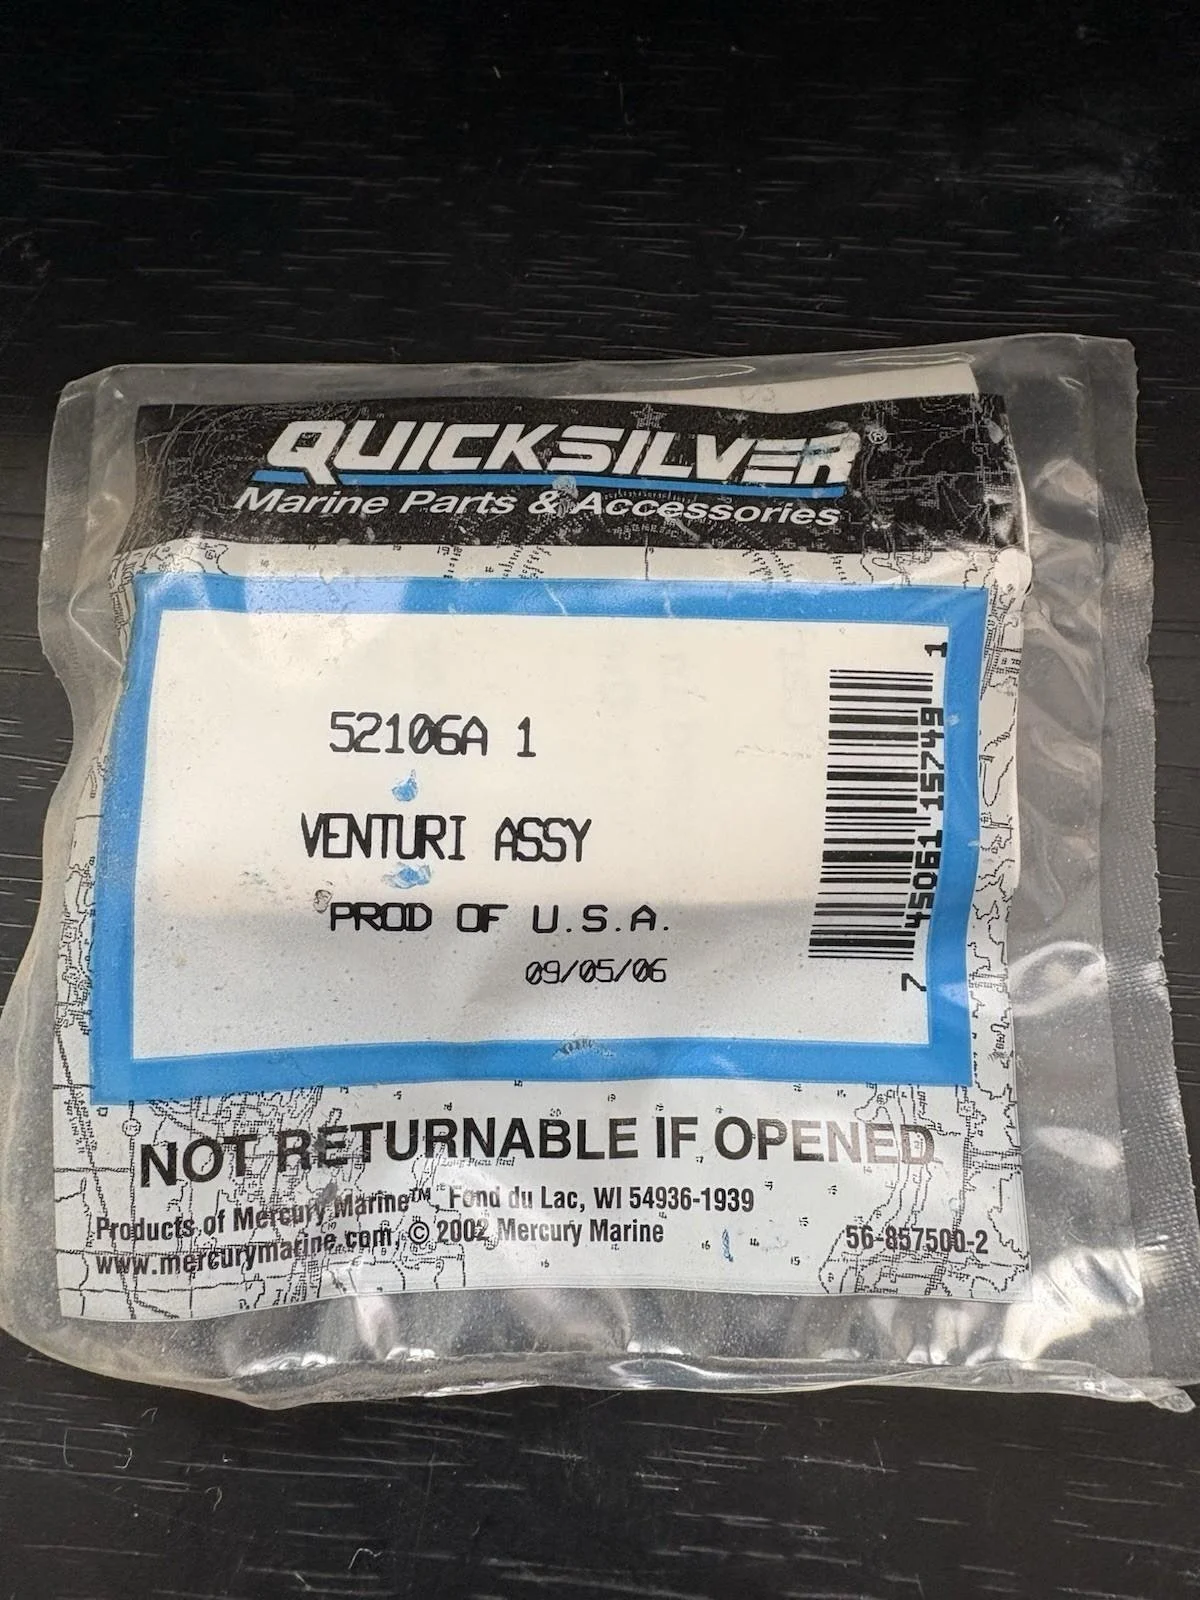 QUICKSILVER®
Marine Parts & Accessories
52106A 1
VENTURI ASSY
PROD OF U.S.A.
09/05/06
7 45061 15749 1
NOT RETURNABLE IF OPENED
Products of Mercury Marine™, Fond du Lac, WI 54936-1939
www.mercurymarine.com, © 2002 Mercury Marine
56-857500-2